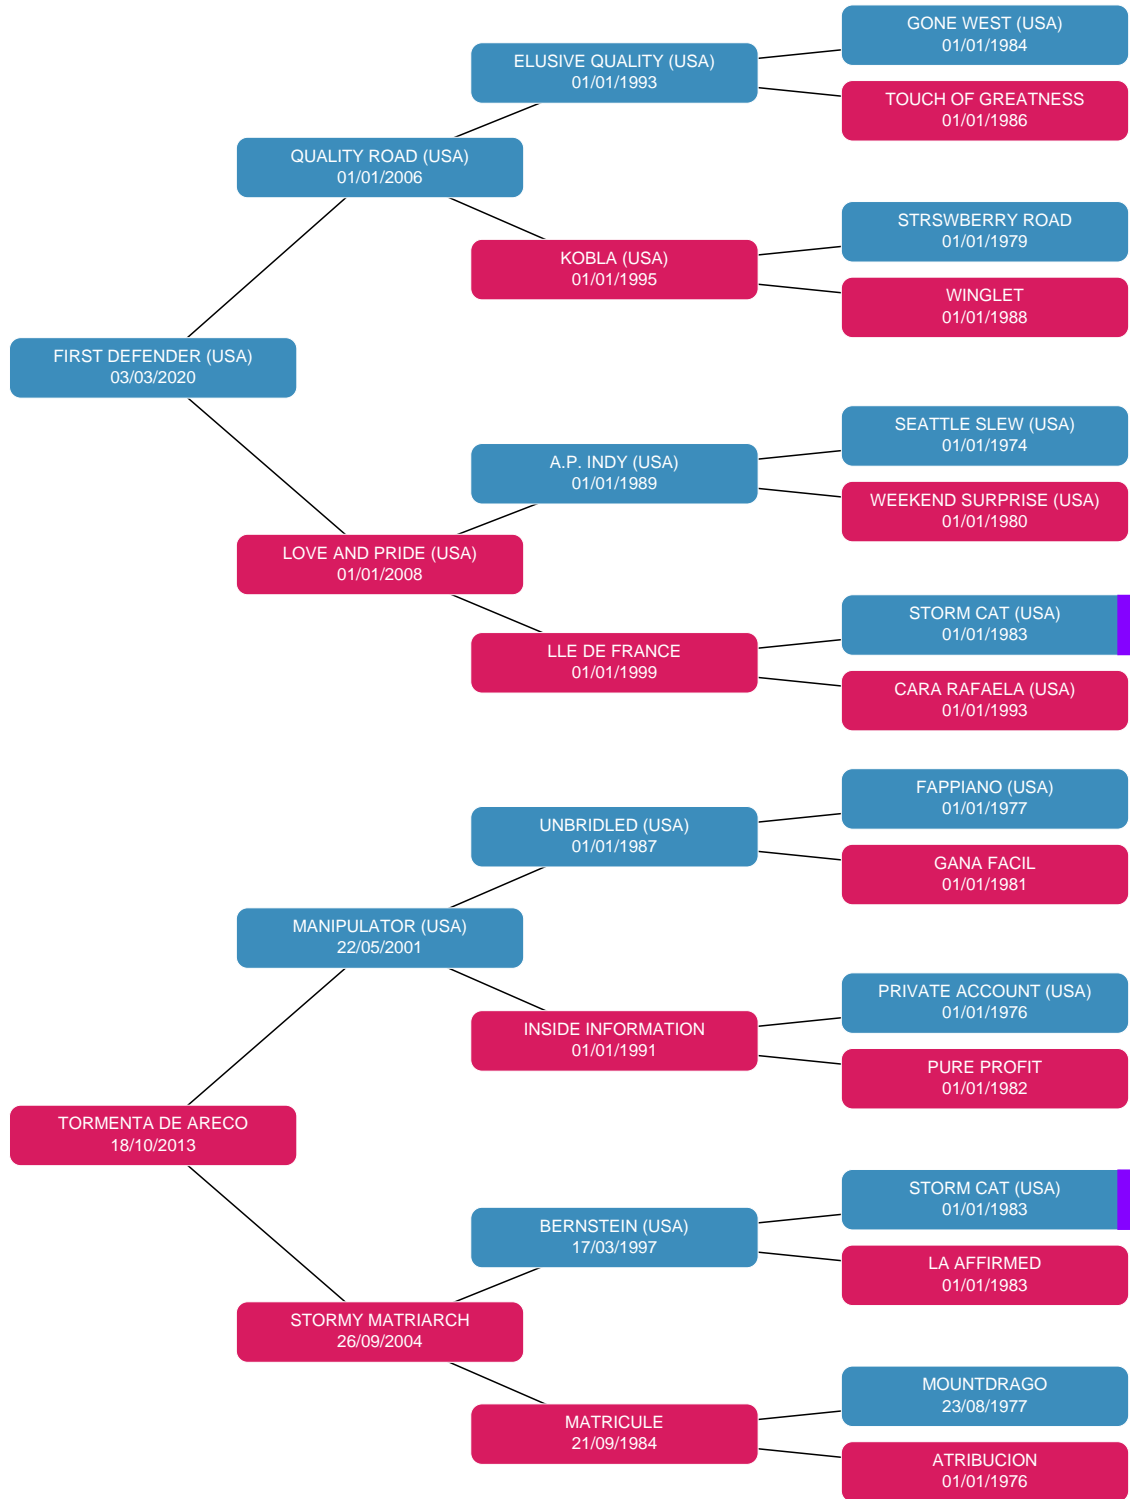 GONE WEST (USA)
01/01/1984
ELUSIVE QUALITY (USA)
01/01/1993
TOUCH OF GREATNESS
01/01/1986
QUALITY ROAD (USA)
01/01/2006
STRSWBERRY ROAD
01/01/1979
KOBLA (USA)
01/01/1995
WINGLET
01/01/1988
FIRST DEFENDER (USA)
03/03/2020
SEATTLE SLEW (USA)
01/01/1974
A.P. INDY (USA)
01/01/1989
WEEKEND SURPRISE (USA)
01/01/1980
LOVE AND PRIDE (USA)
01/01/2008
STORM CAT (USA)
01/01/1983
LLE DE FRANCE
01/01/1999
CARA RAFAELA (USA)
01/01/1993
FAPPIANO (USA)
01/01/1977
UNBRIDLED (USA)
01/01/1987
GANA FACIL
01/01/1981
MANIPULATOR (USA)
22/05/2001
PRIVATE ACCOUNT (USA)
01/01/1976
INSIDE INFORMATION
01/01/1991
PURE PROFIT
01/01/1982
TORMENTA DE ARECO
18/10/2013
STORM CAT (USA)
01/01/1983
BERNSTEIN (USA)
17/03/1997
LA AFFIRMED
01/01/1983
STORMY MATRIARCH
26/09/2004
MOUNTDRAGO
23/08/1977
MATRICULE
21/09/1984
ATRIBUCION
01/01/1976